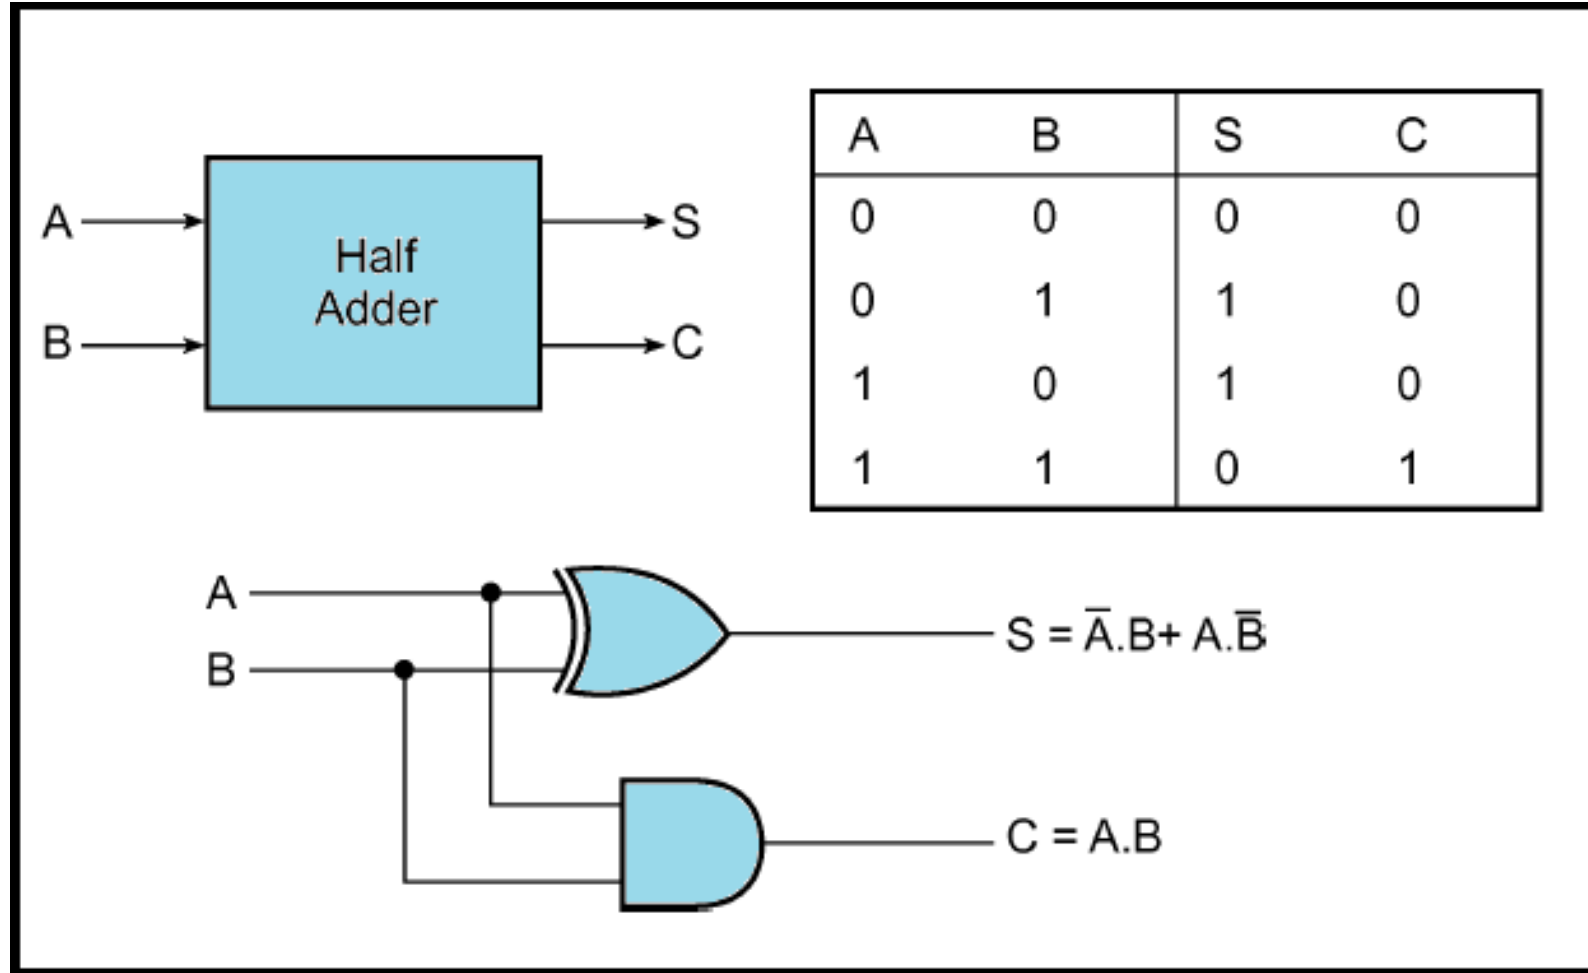 A
B
Half
Adder
S
C
A B S C
0 0 0 0
0 1 1 0
1 0 1 0
1 1 0 1
A
B
S = A̅.B+ A.B̅
C = A.B